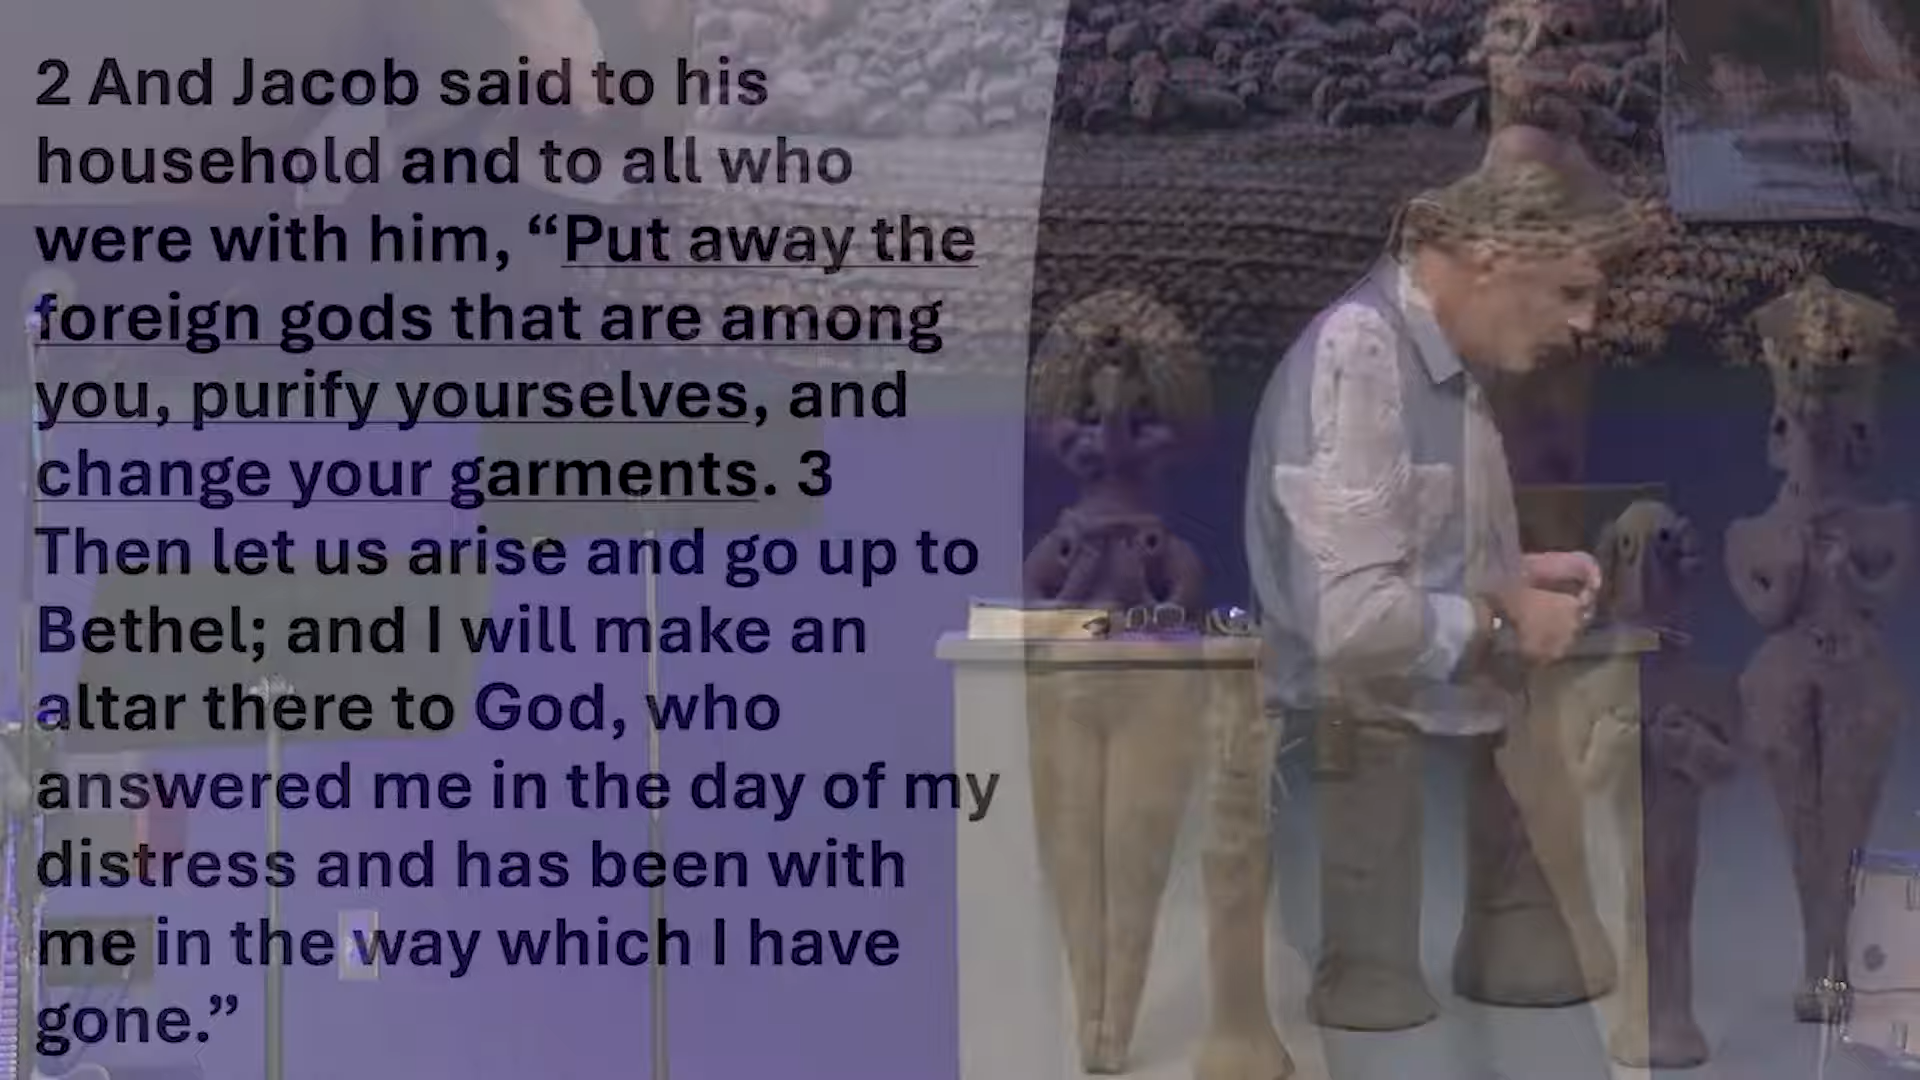 2 And Jacob said to his
household and to all who
were with him, “Put away the
foreign gods that are among
you, purify yourselves, and
change your garments. 3
Then let us arise and go up to
Bethel; and I will make an
altar there to God, who
answered me in the day of my
distress and has been with
me in the way which I have
gone.”